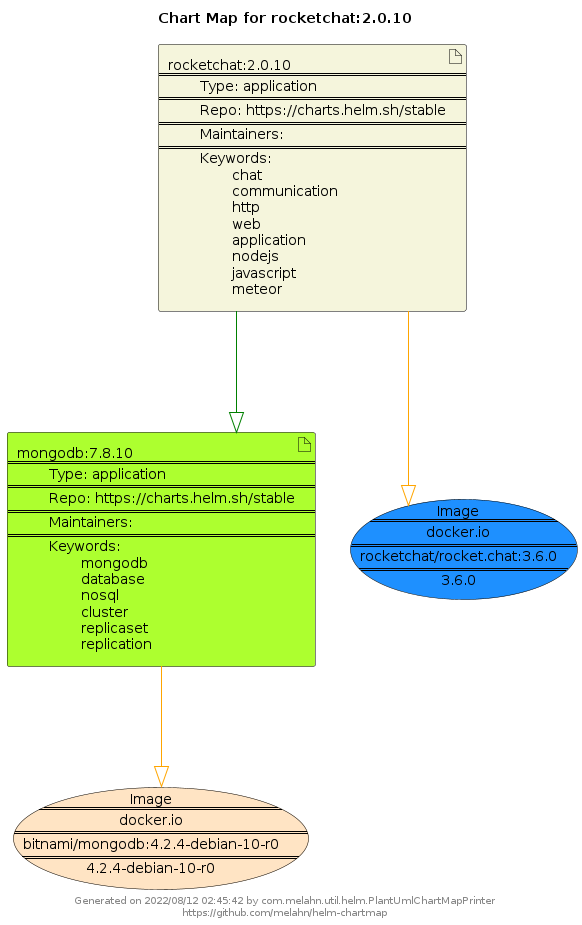 Chart Map for rocketchat:2.0.10
rocketchat:2.0.10
Type: application
Repo: https://charts.helm.sh/stable
Maintainers:
Keywords:
chat
communication
http
web
application
nodejs
javascript
meteor
mongodb:7.8.10
Type: application
Repo: https://charts.helm.sh/stable
Maintainers:
Keywords:
mongodb
database
nosql
cluster
replicaset
replication
Image
docker.io
rocketchat/rocket.chat:3.6.0
3.6.0
Image
docker.io
bitnami/mongodb:4.2.4-debian-10-r0
4.2.4-debian-10-r0
Generated on 2022/08/12 02:45:42 by com.melahn.util.helm.PlantUmlChartMapPrinter
https://github.com/melahn/helm-chartmap